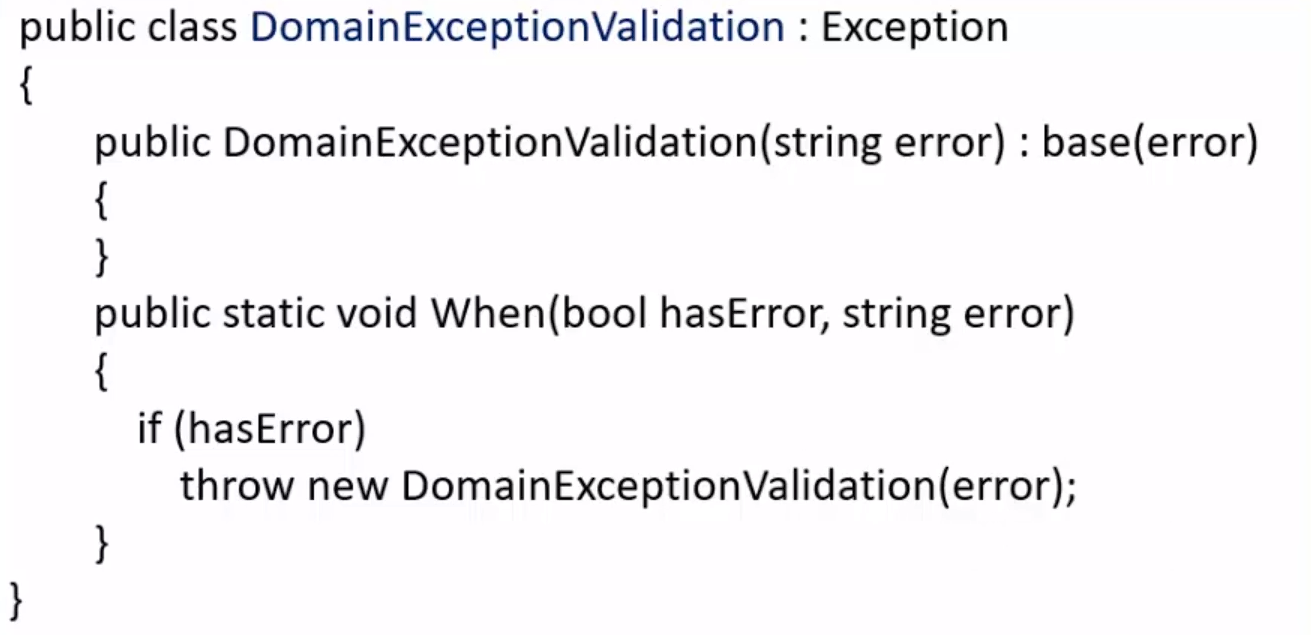 public class DomainExceptionValidation : Exception
{
public DomainExceptionValidation(string error) : base(error)
{
}
public static void When(bool hasError, string error)
{
if (hasError)
throw new DomainExceptionValidation(error);
}
}